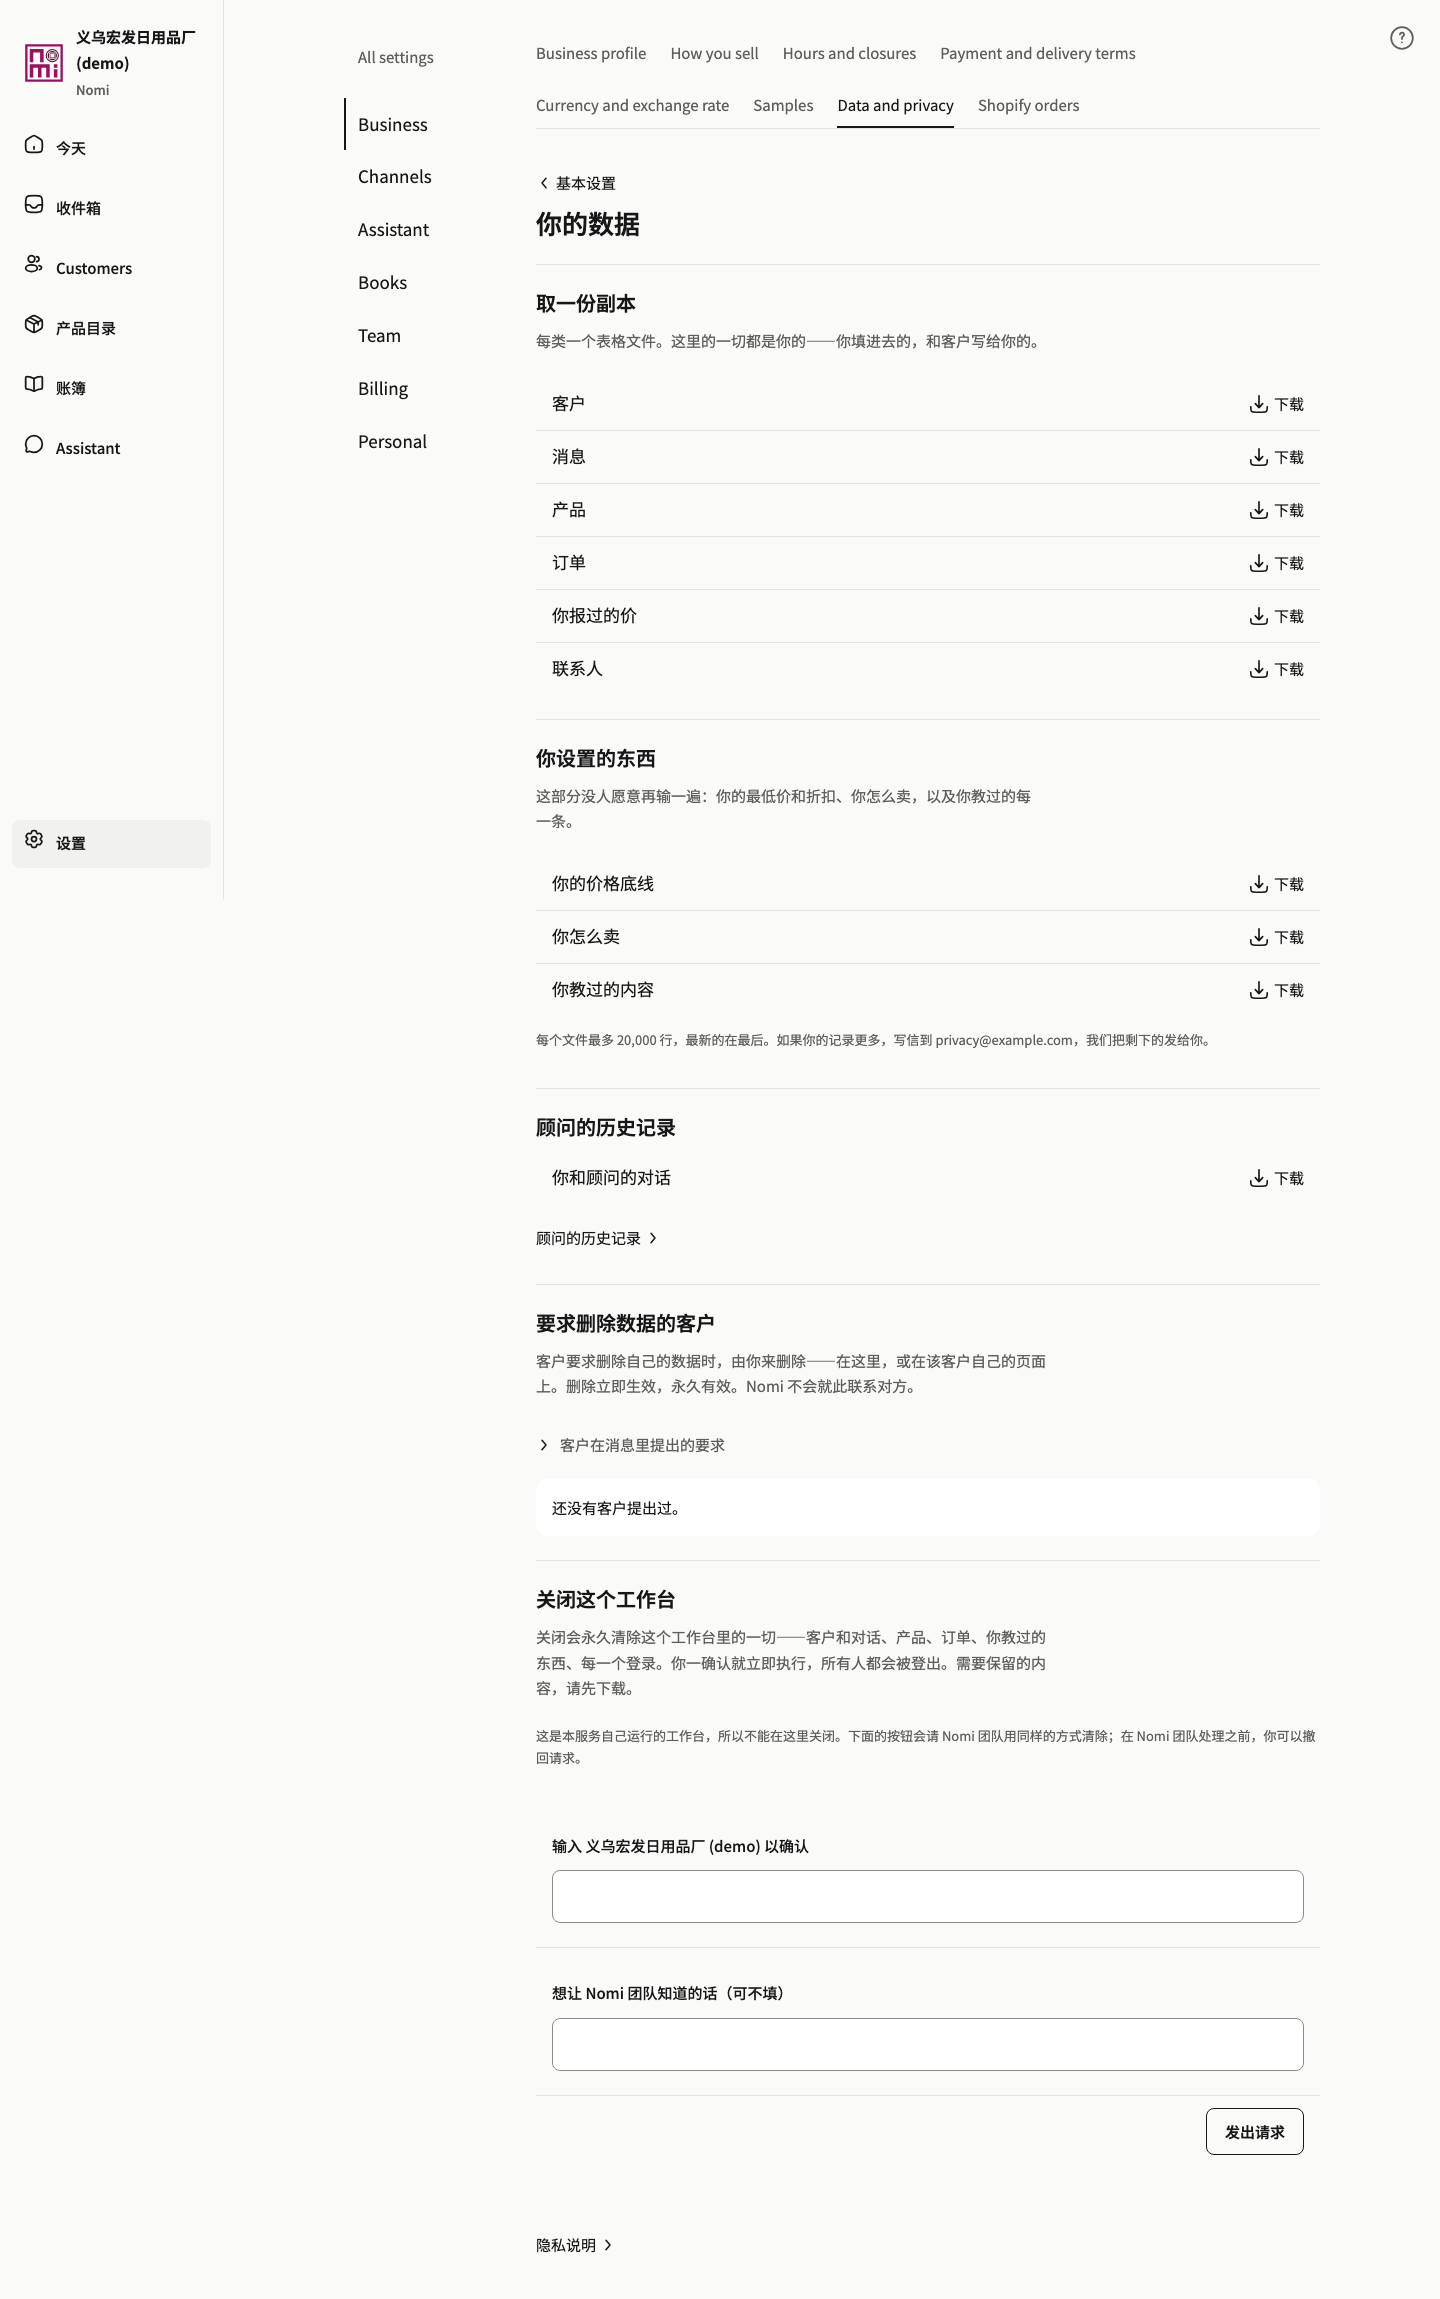 义乌宏发日用品厂
(demo)
Nomi
今天
收件箱
Customers
产品目录
账簿
Assistant
设置
All settings
Business
Channels
Assistant
Books
Team
Billing
Personal
Business profile How you sell Hours and closures Payment and delivery terms
Currency and exchange rate Samples Data and privacy Shopify orders
基本设置
你的数据
取一份副本
每类一个表格文件。这里的一切都是你的——你填进去的，和客户写给你的。
客户 下载
消息 下载
产品 下载
订单 下载
你报过的价 下载
联系人 下载
你设置的东西
这部分没人愿意再输一遍：你的最低价和折扣、你怎么卖，以及你教过的每
一条。
你的价格底线 下载
你怎么卖 下载
你教过的内容 下载
每个文件最多 20,000 行，最新的在最后。如果你的记录更多，写信到 privacy@example.com，我们把剩下的发给你。
顾问的历史记录
你和顾问的对话 下载
顾问的历史记录
要求删除数据的客户
客户要求删除自己的数据时，由你来删除——在这里，或在该客户自己的页面
上。删除立即生效，永久有效。Nomi 不会就此联系对方。
客户在消息里提出的要求
还没有客户提出过。
关闭这个工作台
关闭会永久清除这个工作台里的一切——客户和对话、产品、订单、你教过的
东西、每一个登录。你一确认就立即执行，所有人都会被登出。需要保留的内
容，请先下载。
这是本服务自己运行的工作台，所以不能在这里关闭。下面的按钮会请 Nomi 团队用同样的方式清除；在 Nomi 团队处理之前，你可以撤
回请求。
输入 义乌宏发日用品厂 (demo) 以确认
想让 Nomi 团队知道的话（可不填）
发出请求
隐私说明